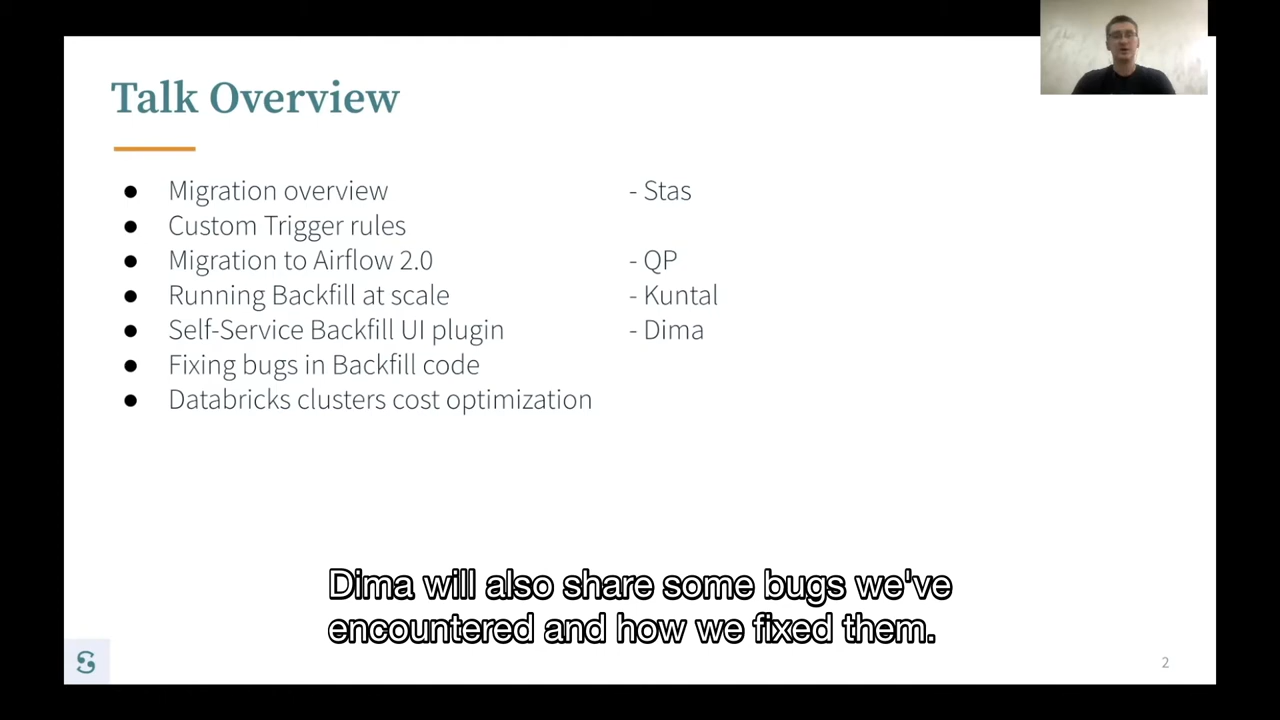 Talk Overview
● Migration overview - Stas
● Custom Trigger rules
● Migration to Airflow 2.0 - QP
● Running Backfill at scale - Kuntal
● Self-Service Backfill UI plugin - Dima
● Fixing bugs in Backfill code
● Databricks clusters cost optimization
Dima will also share some bugs we've
encountered and how we fixed them.
2